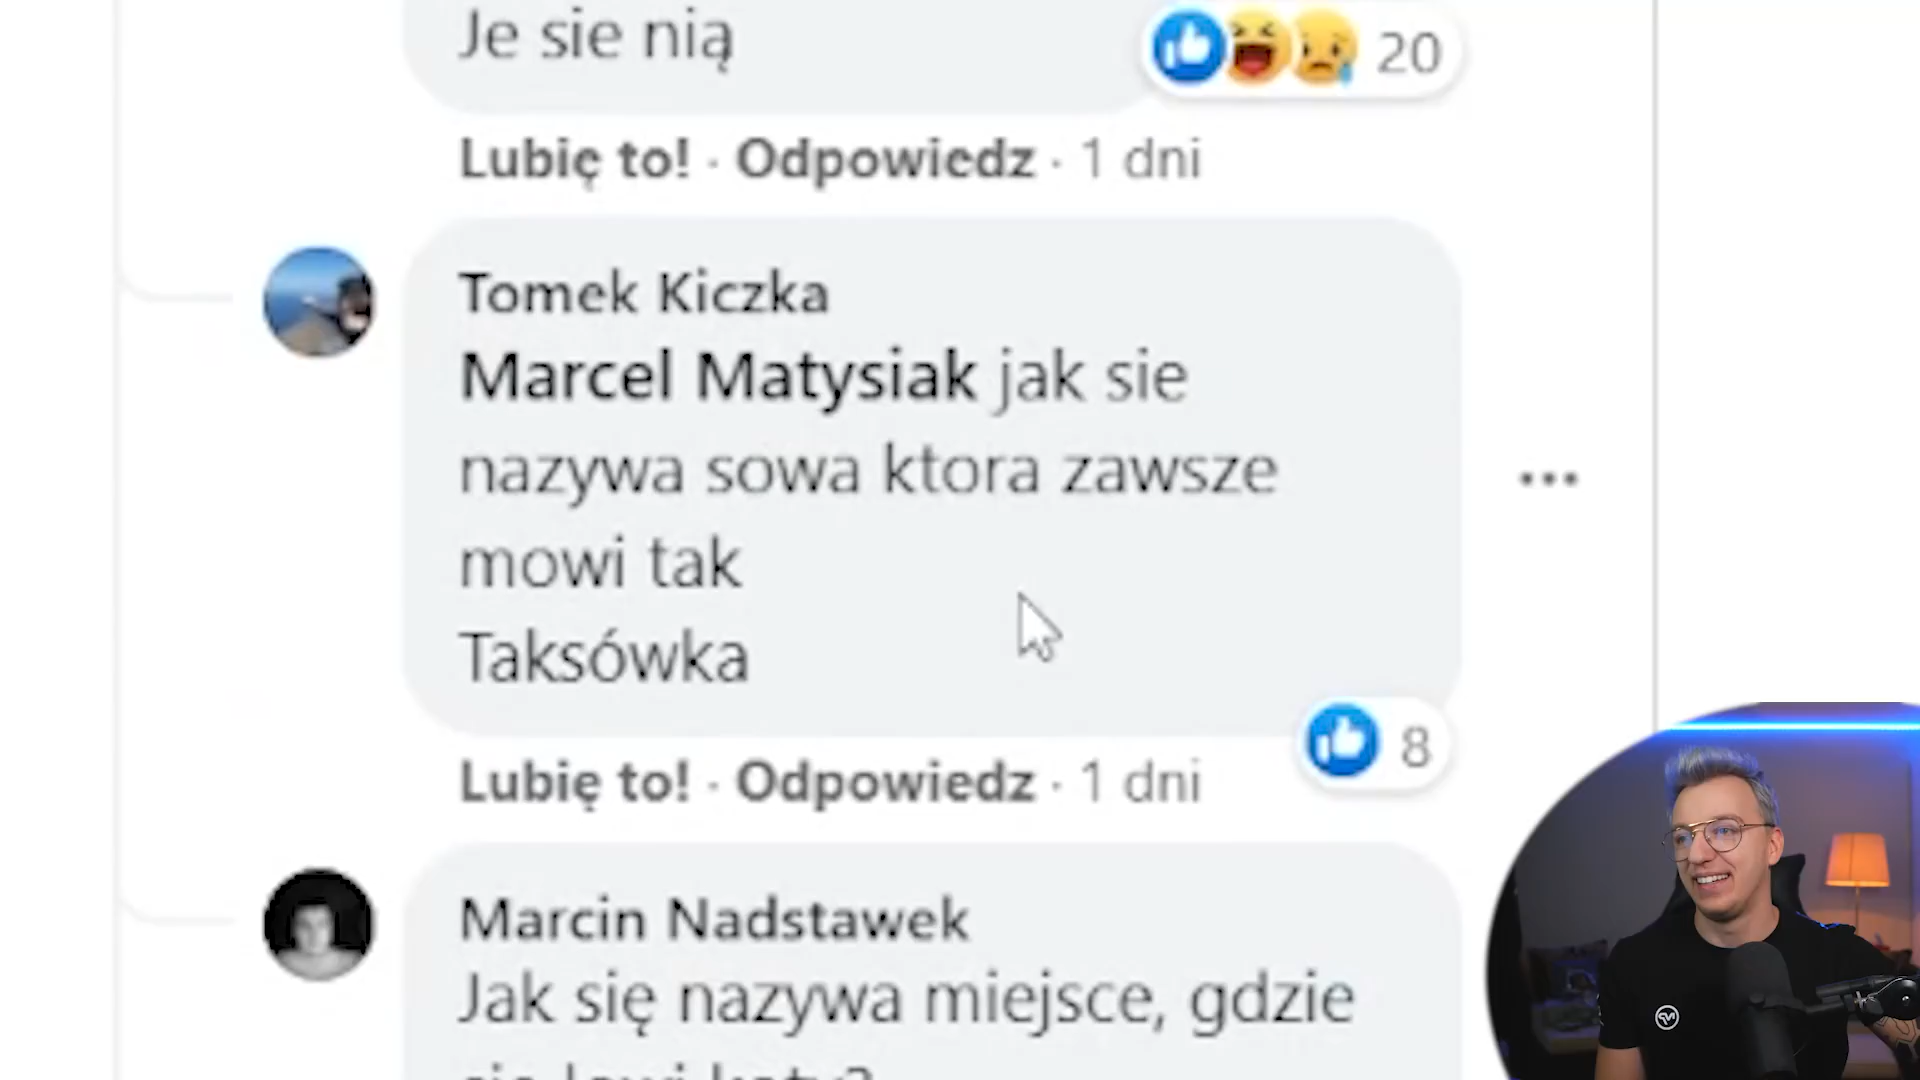 Je sie nią
20
Lubię to! · Odpowiedz · 1 dni
Tomek Kiczka
Marcel Matysiak jak sie
nazywa sowa ktora zawsze
mowi tak
Taksówka
8
Lubię to! · Odpowiedz · 1 dni
Marcin Nadstawek
Jak się nazywa miejsce, gdzie